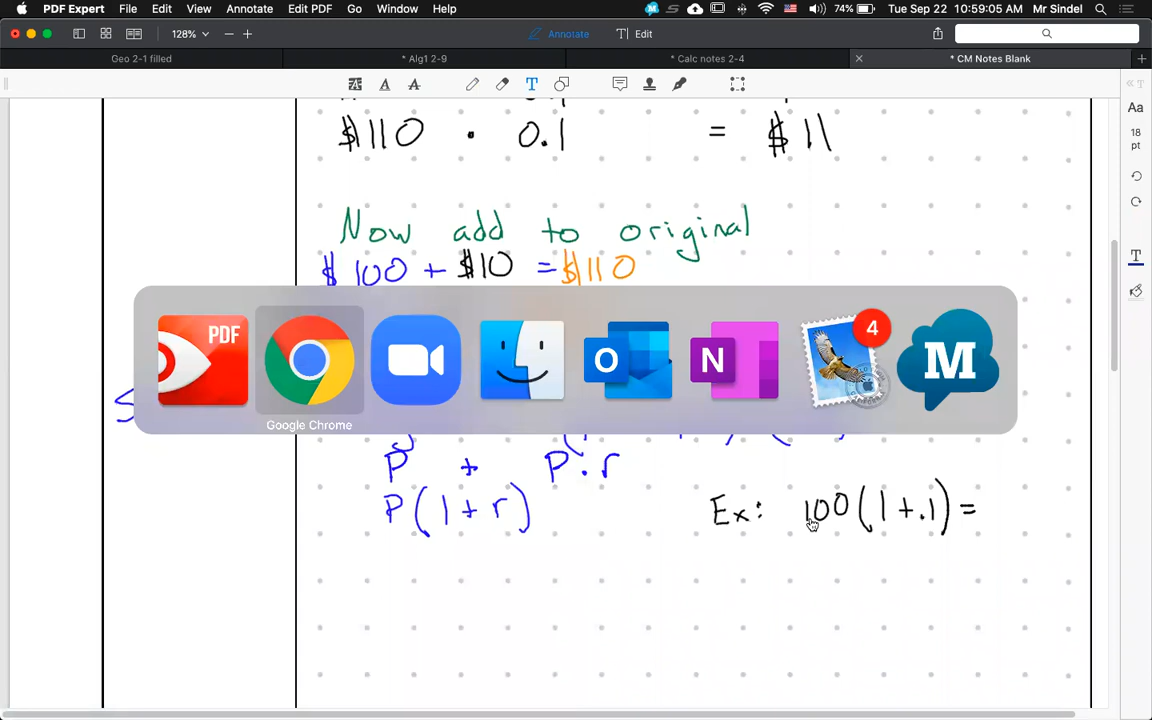 PDF Expert File Edit View Annotate Edit PDF Go Window Help 74% Tue Sep 22 10:59:05 AM Mr Sindel
128% Annotate Edit
Geo 2-1 filled * Alg1 2-9 * Calc notes 2-4 * CM Notes Blank
Aa
18
pt
$110 · 0.1 = $11
Now add to original
$100 + $10 = $110
PDF
O
N
4
M
Google Chrome
P + P · r
P(1 + r) Ex: 100(1 + .1) =